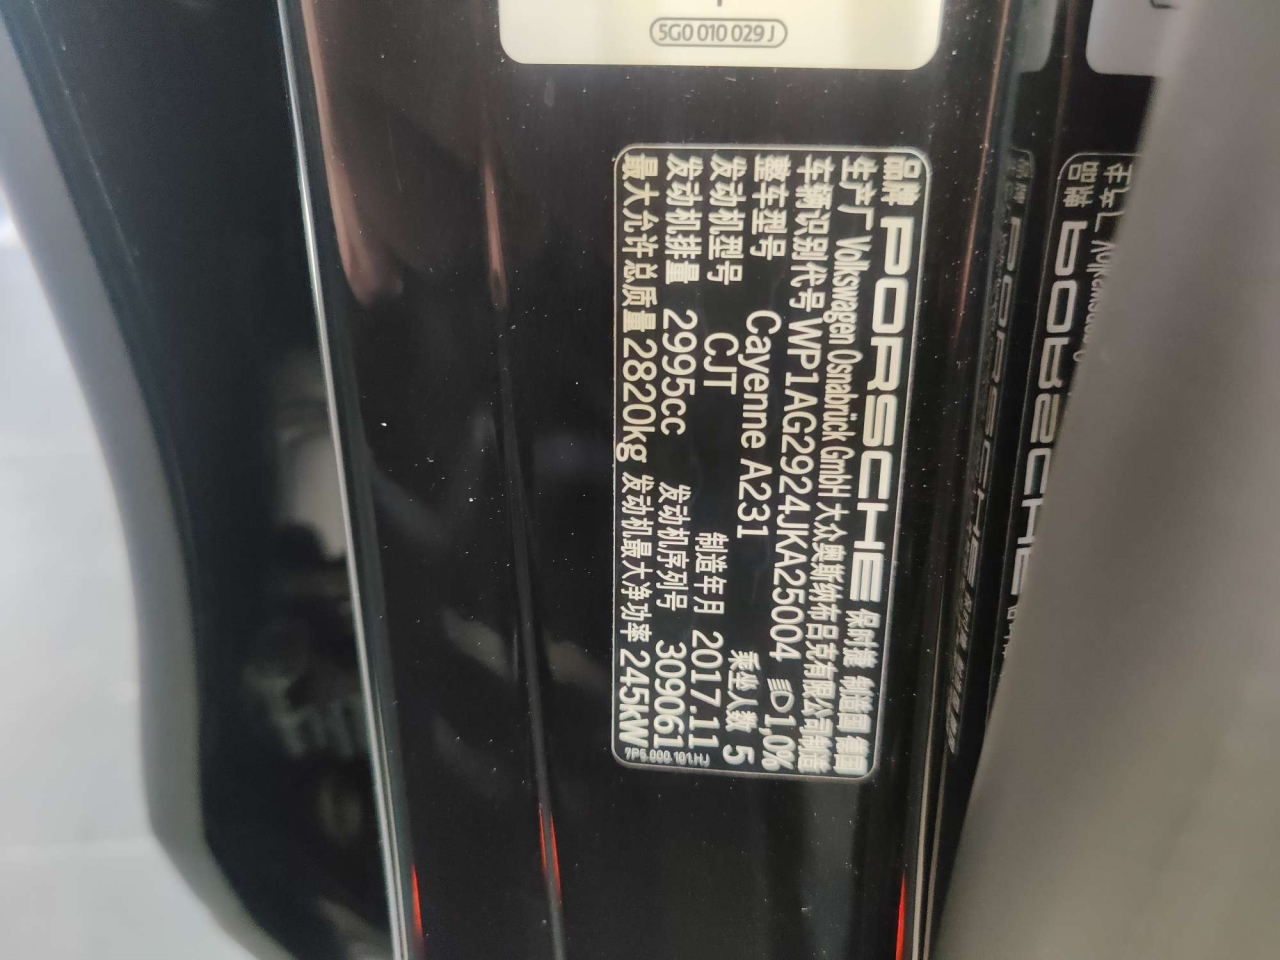 5G0 010 029 J
品牌 PORSCHE 保时捷 制造国 德国
生产厂 Volkswagen Osnabrück GmbH 大众奥斯纳布吕克有限公司制造
车辆识别代号 WP1AG2924JKA25004 1,0%
整车型号 Cayenne A231 乘坐人数 5
发动机型号 CJT 制造年月 2017.11
发动机排量 2995cc 发动机序列号 309061
最大允许总质量 2820kg 发动机最大净功率 245kW
7P6.000.101.HJ